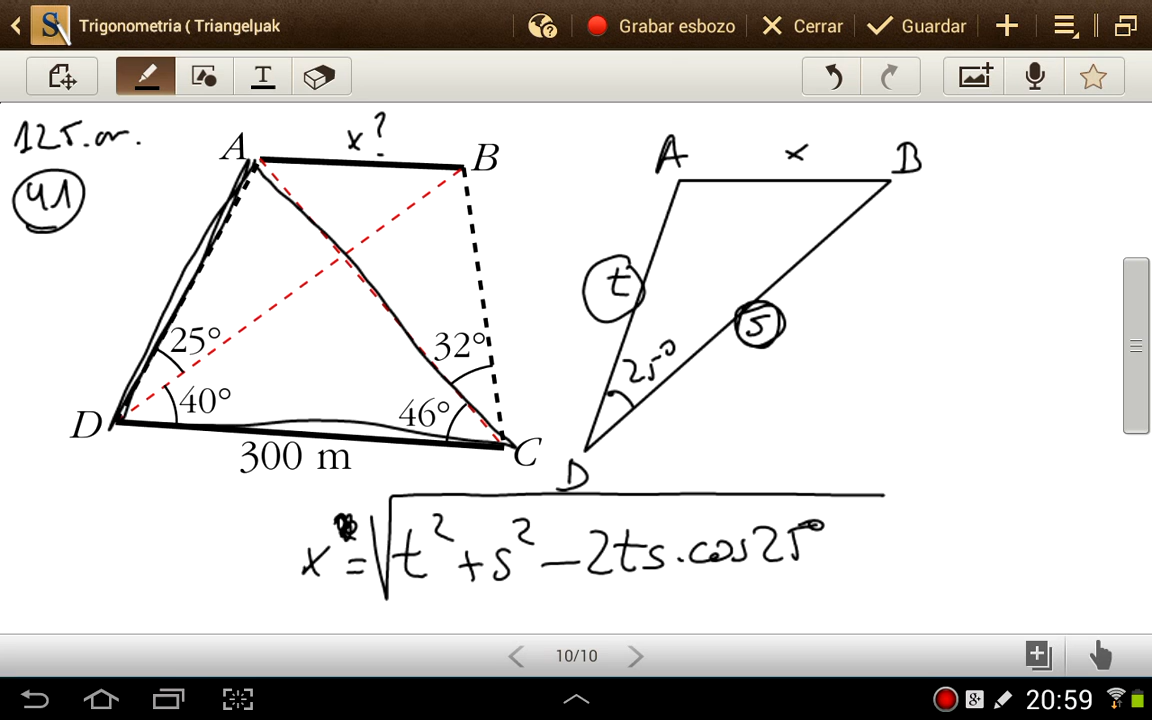 Trigonometria ( Triangeluak
Grabar esbozo
Cerrar
Guardar
T
125. or.
41
A
x?
B
25°
40°
32°
46°
D
300 m
C
A
x
B
t
s
25°
D
x = √t² + s² - 2ts . cos25°
10/10
20:59